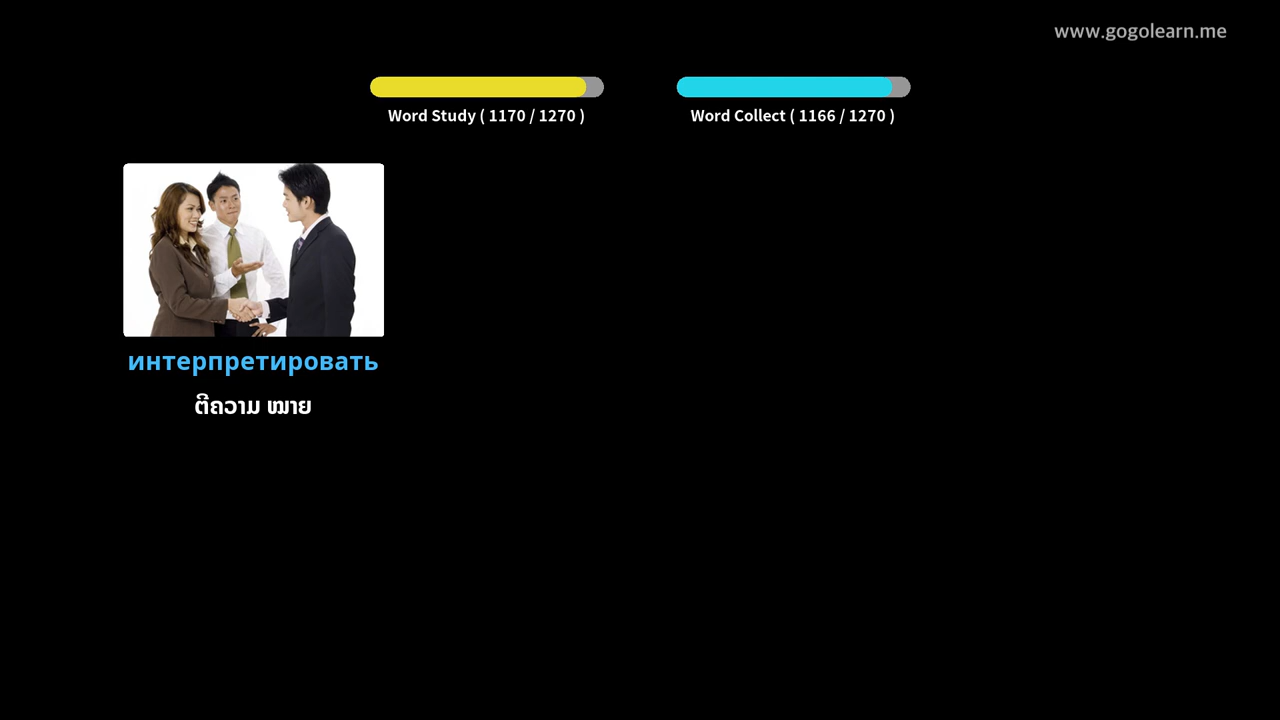 www.gogolearn.me
Word Study ( 1170 / 1270 )
Word Collect ( 1166 / 1270 )
интерпретировать
ຕີຄວາມ ໝາຍ